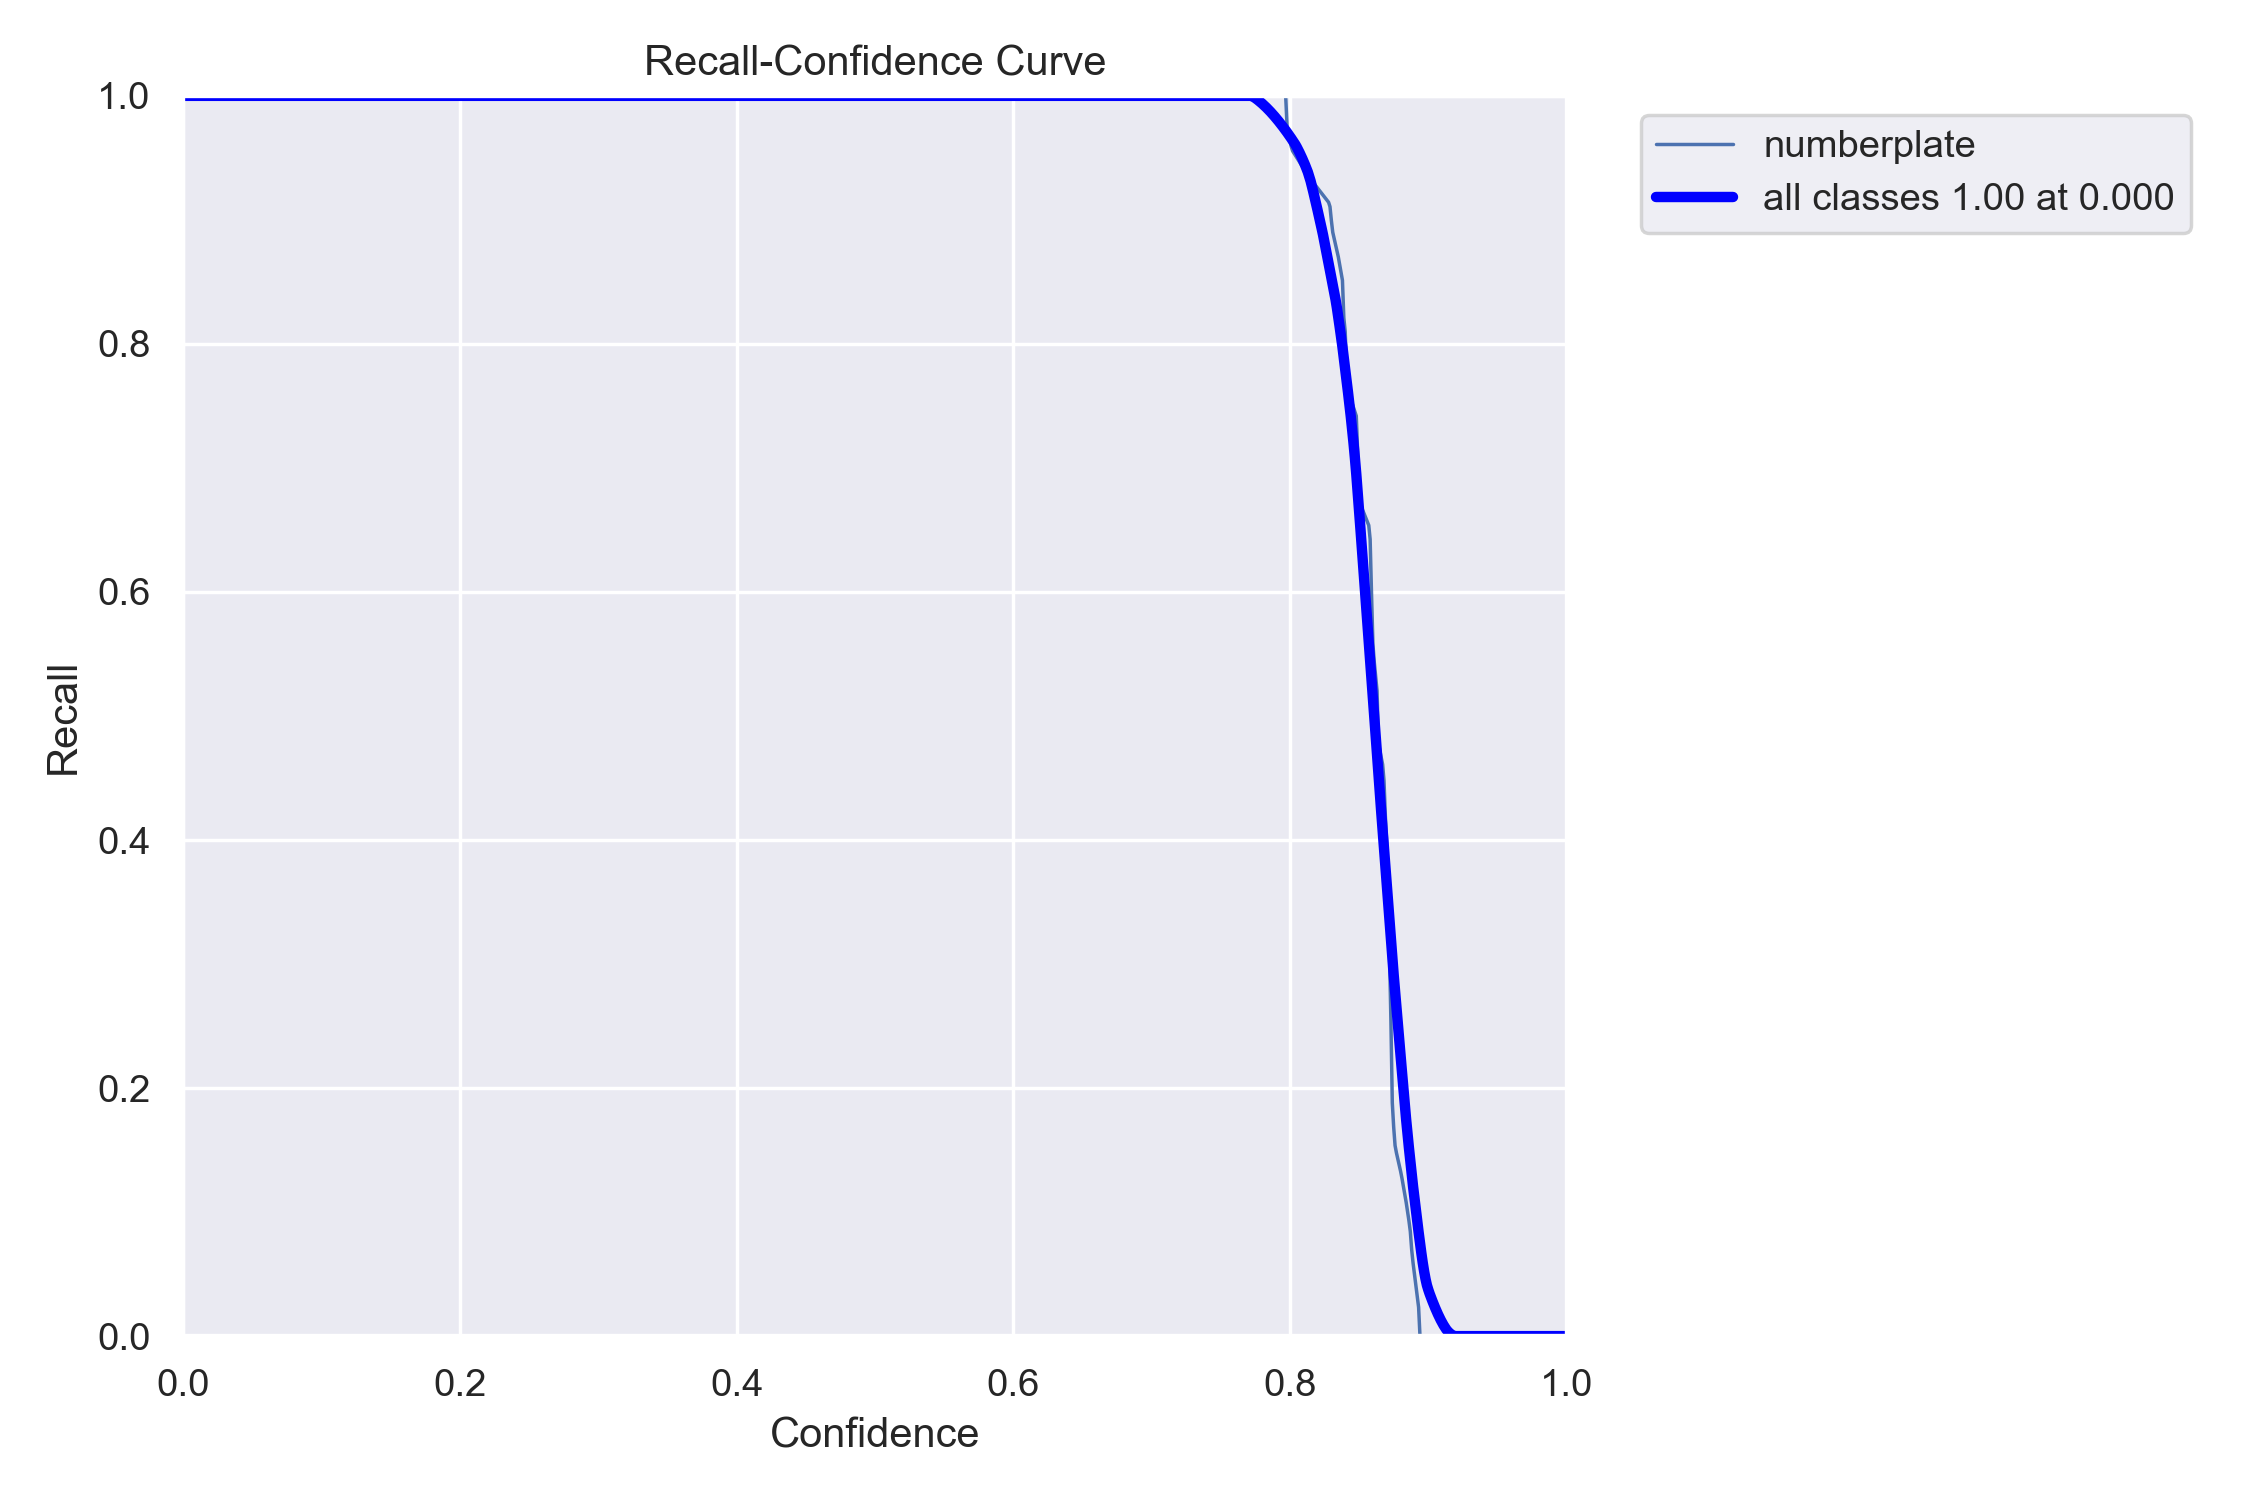 Recall-Confidence Curve
1.0
0.8
0.6
0.4
0.2
0.0
Recall
0.0 0.2 0.4 0.6 0.8 1.0
Confidence
numberplate
all classes 1.00 at 0.000